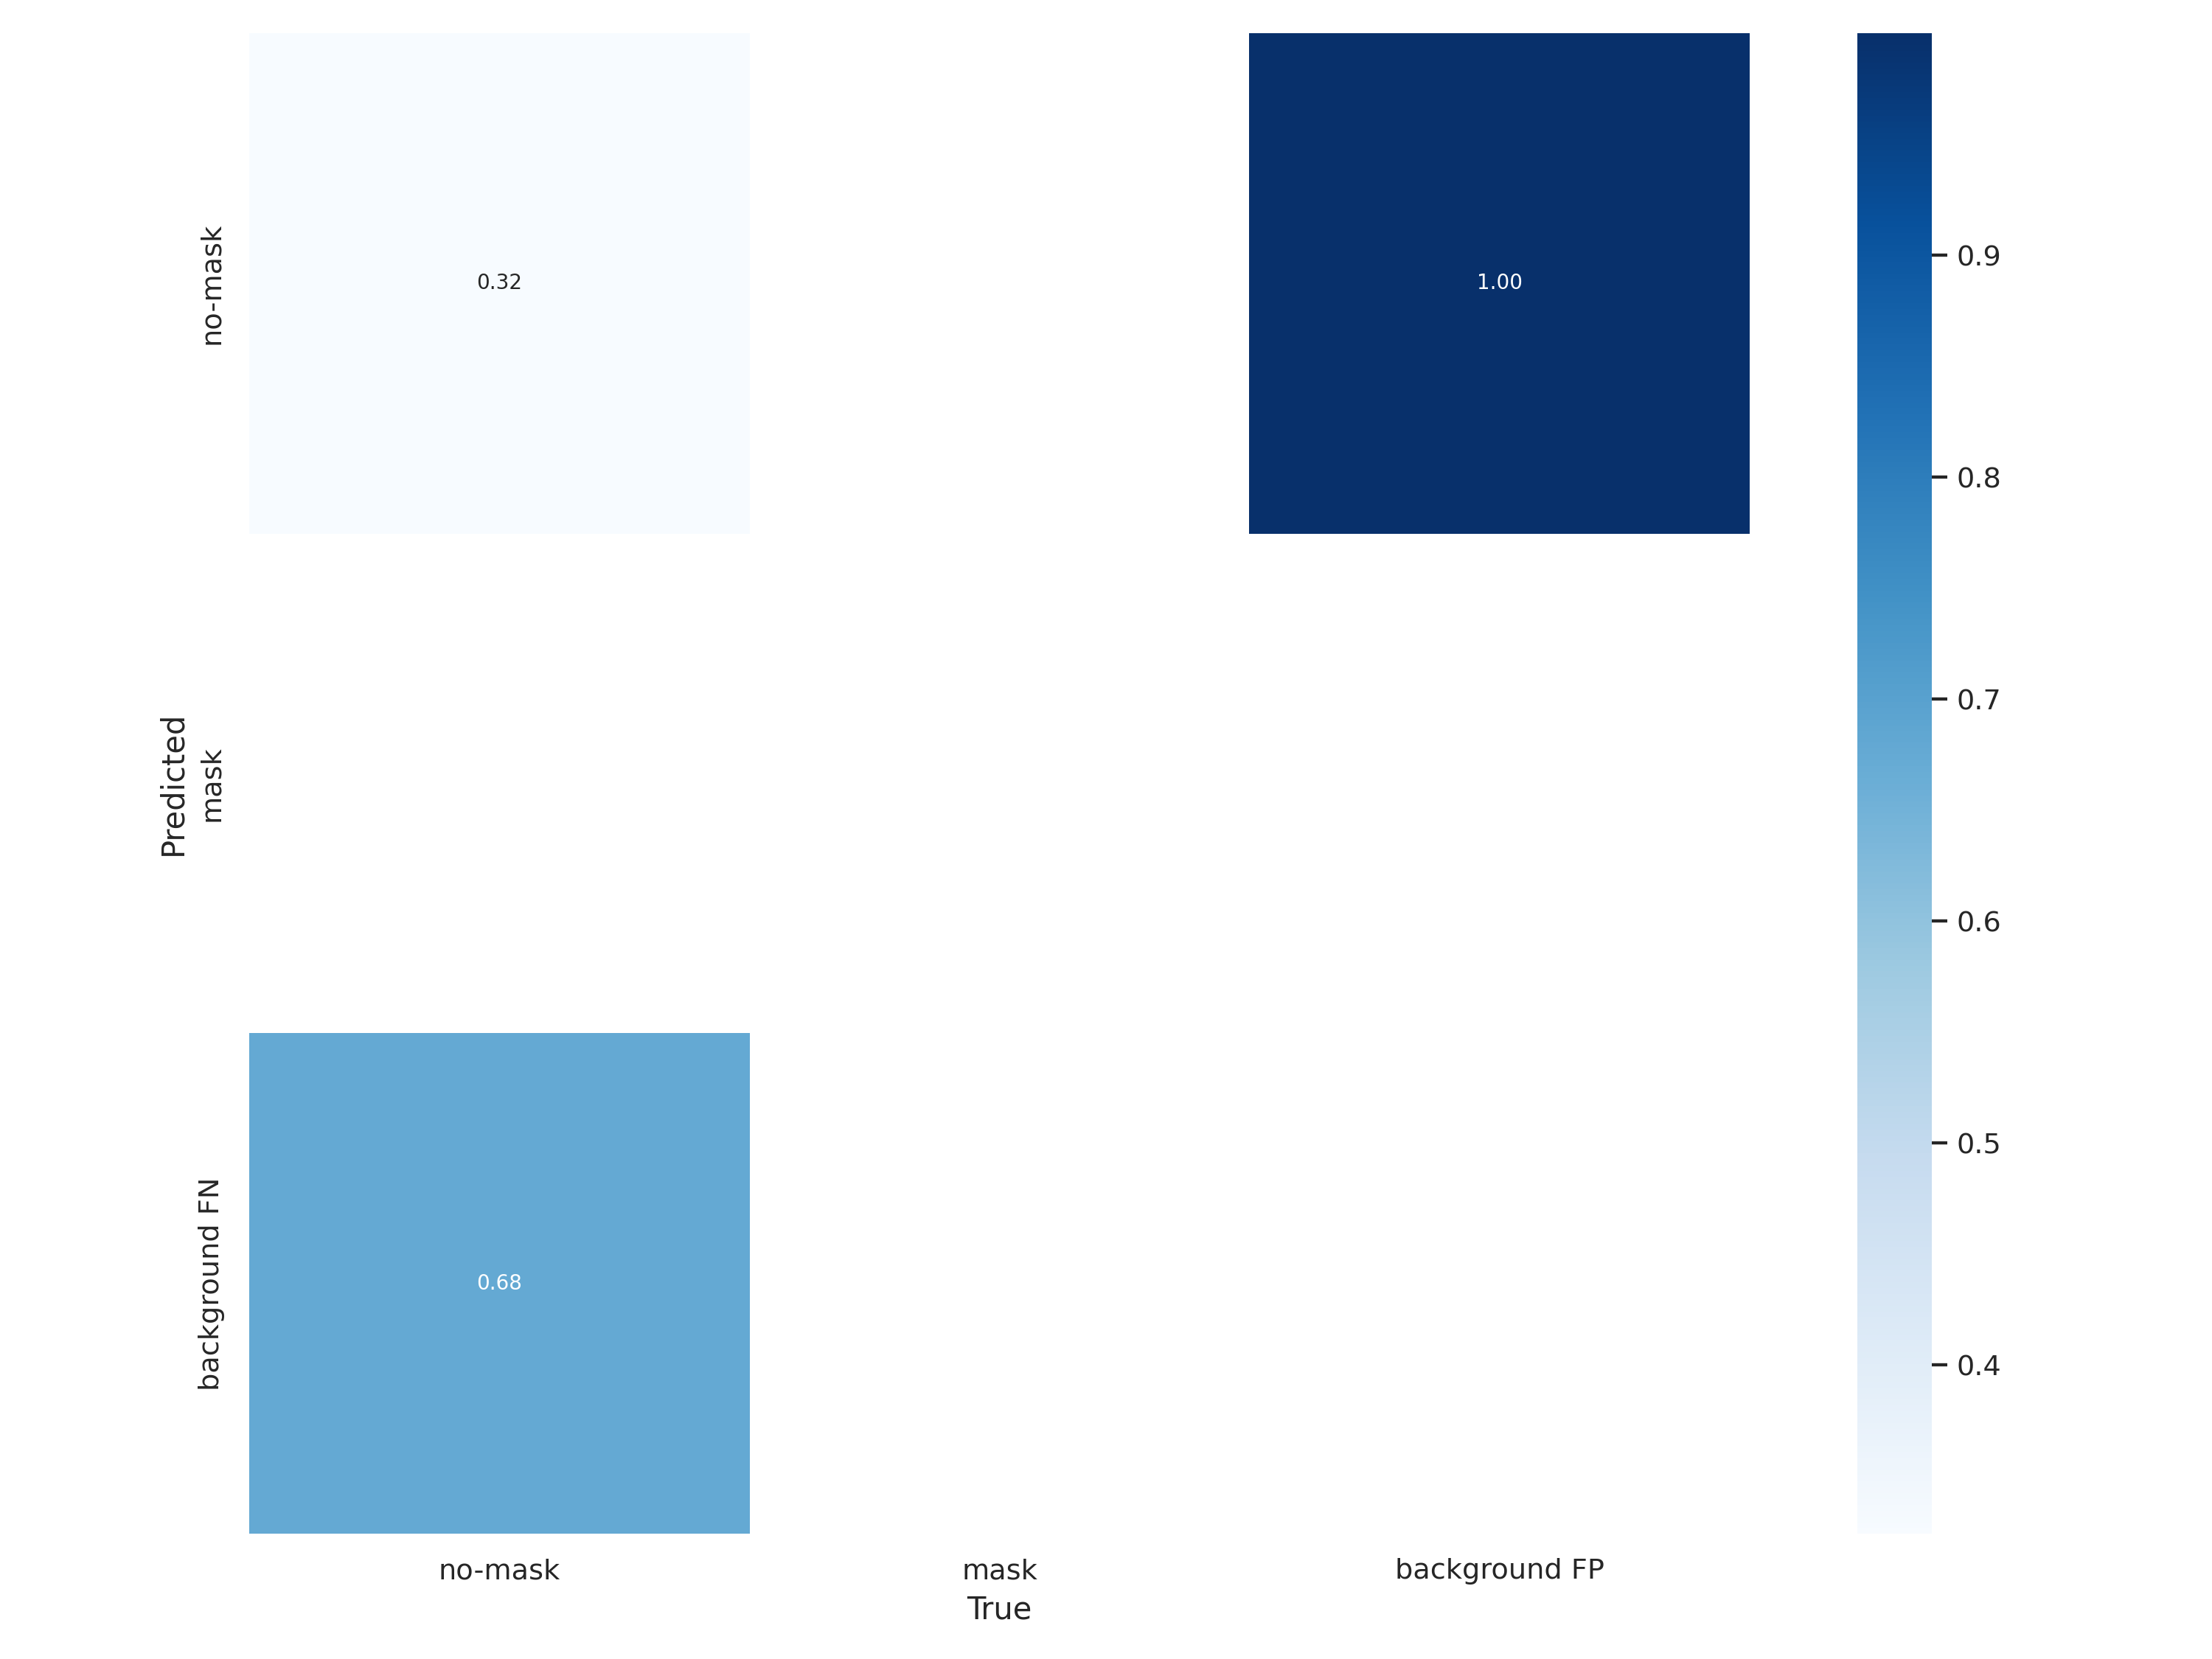 no-mask
0.32
1.00
Predicted
mask
background FN
0.68
no-mask
mask
background FP
True
0.9
0.8
0.7
0.6
0.5
0.4